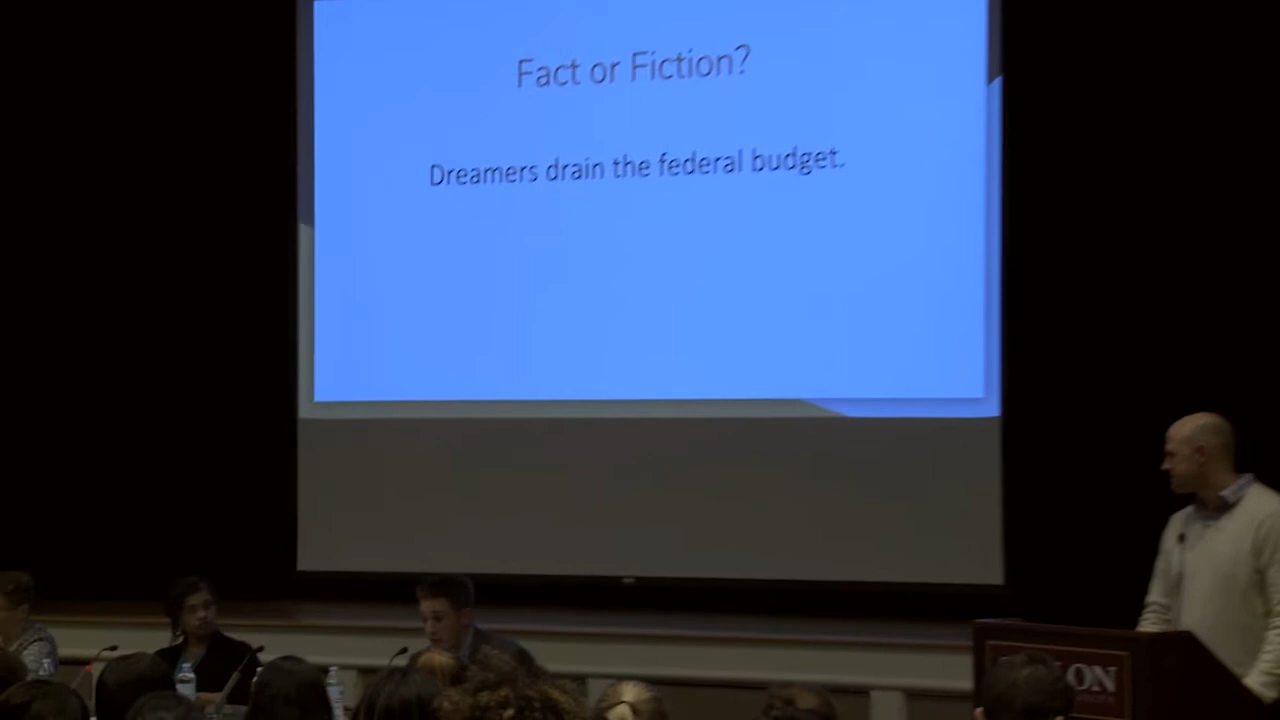 Fact or Fiction?
Dreamers drain the federal budget.